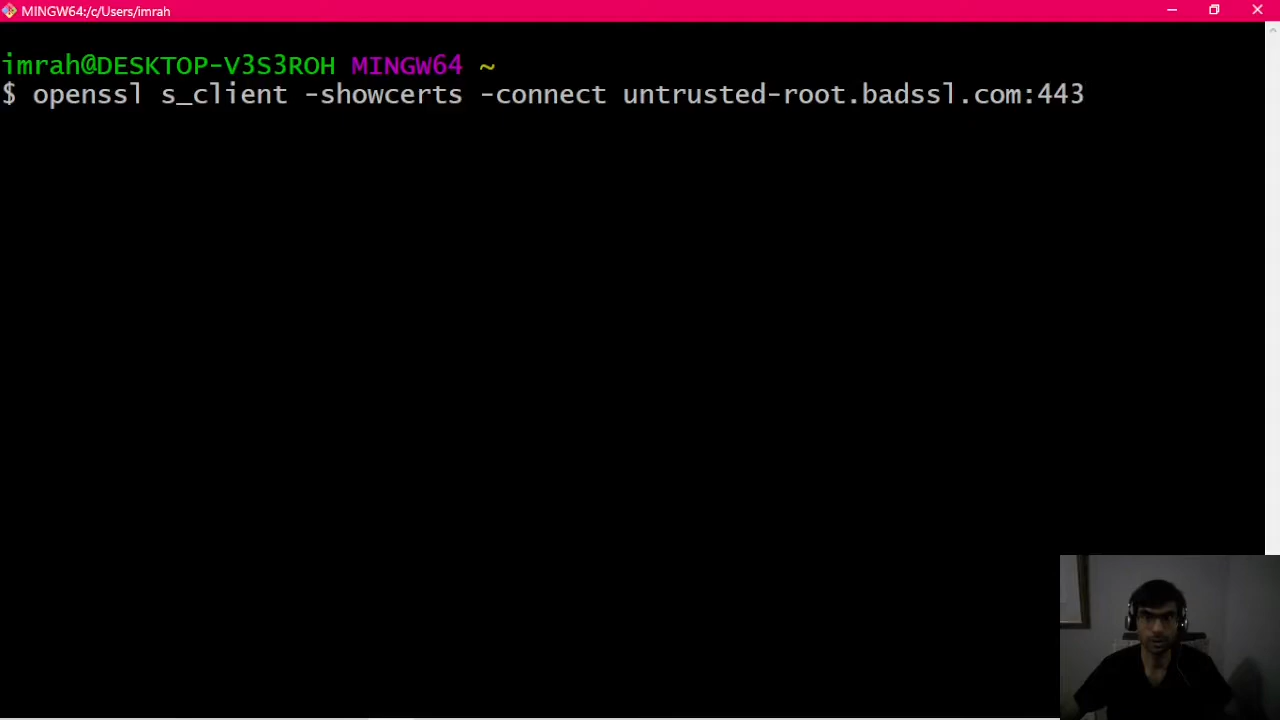 MINGW64:/c/Users/imrah
imrah@DESKTOP-V3S3ROH MINGW64 ~
$ openssl s_client -showcerts -connect untrusted-root.badssl.com:443